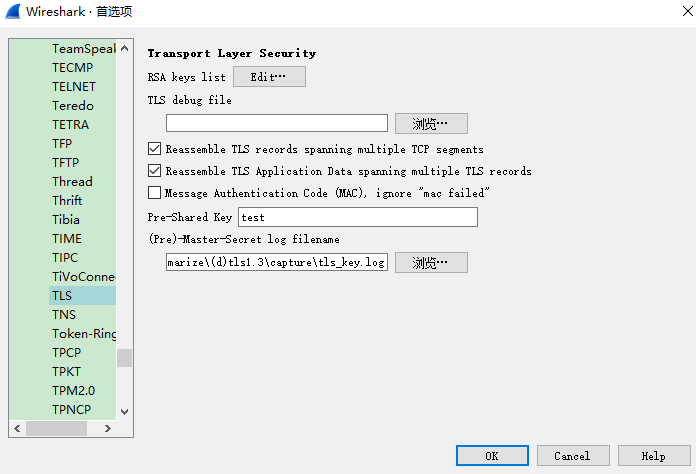 Wireshark · 首选项
TeamSpeak
TECMP
TELNET
Teredo
TETRA
TFP
TFTP
Thread
Thrift
Tibia
TIME
TIPC
TiVoConnec
TLS
TNS
Token-Ring
TPCP
TPKT
TPM2.0
TPNCP
Transport Layer Security
RSA keys list Edit…
TLS debug file
浏览…
Reassemble TLS records spanning multiple TCP segments
Reassemble TLS Application Data spanning multiple TLS records
Message Authentication Code (MAC), ignore "mac failed"
Pre-Shared Key test
(Pre)-Master-Secret log filename
marize\(d)tls1.3\capture\tls_key.log 浏览…
OK Cancel Help